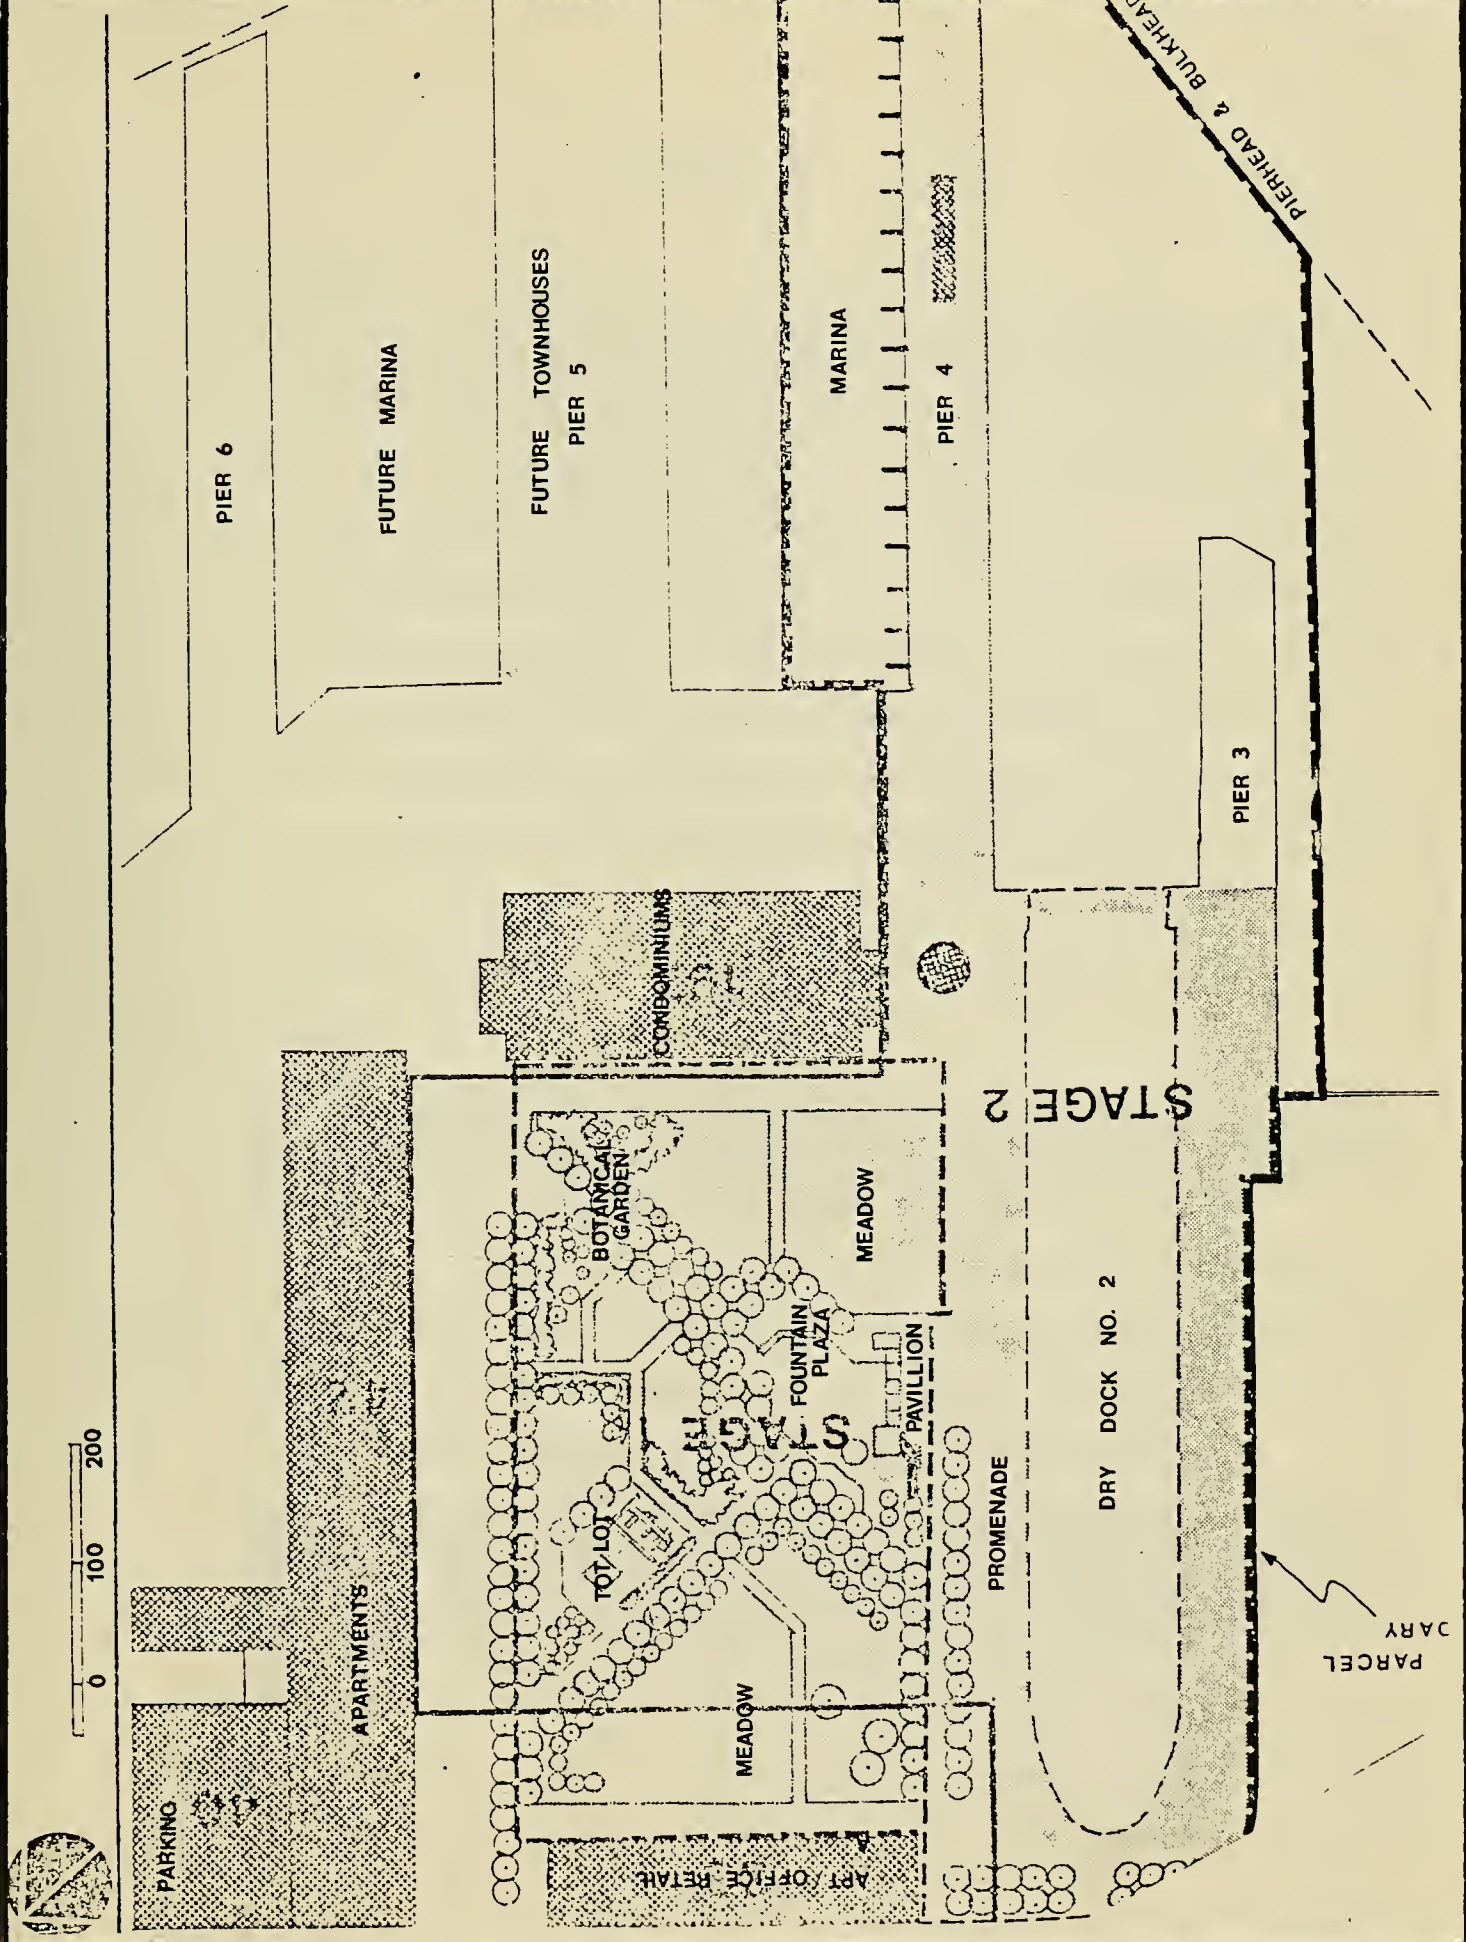 PIERHEAD & BULKHEAD
PIER 6
FUTURE MARINA
FUTURE TOWNHOUSES
PIER 5
MARINA
PIER 4
PIER 3
CONDOMINIUMS
STAGE 2
BOTANICAL
GARDEN
MEADOW
FOUNTAIN
PLAZA
PAVILLION
STAGE
TOT LOT
PROMENADE
DRY DOCK NO. 2
APARTMENTS
MEADOW
PARKING
APT/OFFICE RETAIL
PARCEL
DARY
0 100 200